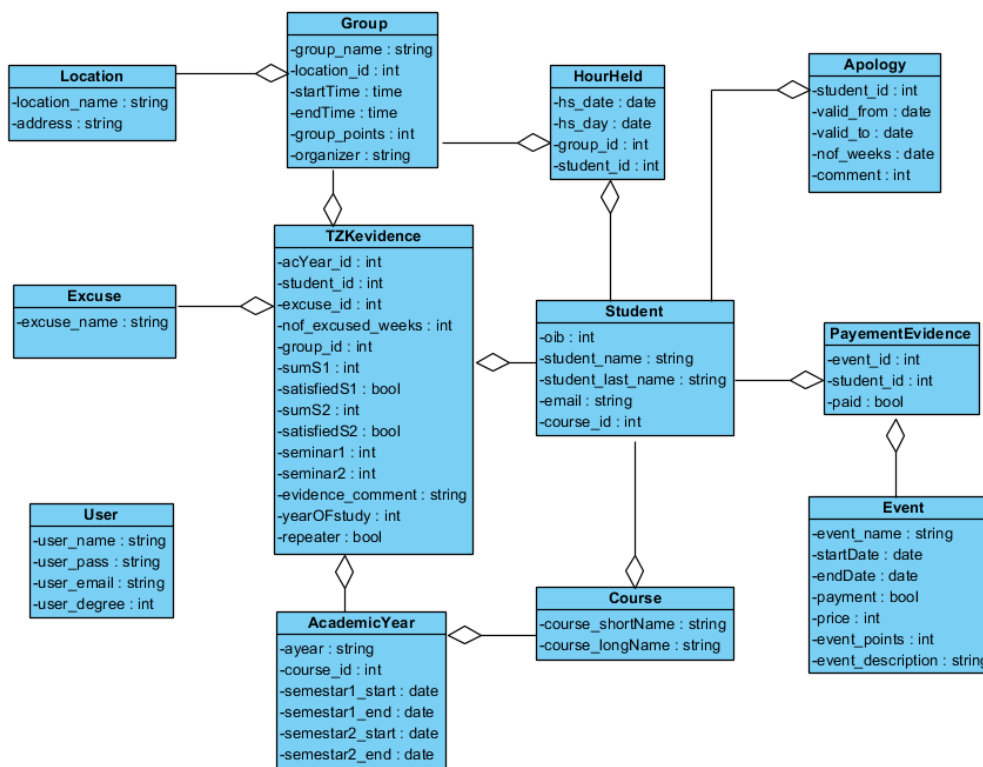 Group
-group_name : string
-location_id : int
-startTime : time
-endTime : time
-group_points : int
-organizer : string
Location
-location_name : string
-address : string
HourHeld
-hs_date : date
-hs_day : date
-group_id : int
-student_id : int
Apology
-student_id : int
-valid_from : date
-valid_to : date
-nof_weeks : date
-comment : int
TZKevidence
-acYear_id : int
-student_id : int
-excuse_id : int
-nof_excused_weeks : int
-group_id : int
-sumS1 : int
-satisfiedS1 : bool
-sumS2 : int
-satisfiedS2 : bool
-seminar1 : int
-seminar2 : int
-evidence_comment : string
-yearOFstudy : int
-repeater : bool
Excuse
-excuse_name : string
Student
-oib : int
-student_name : string
-student_last_name : string
-email : string
-course_id : int
PayementEvidence
-event_id : int
-student_id : int
-paid : bool
User
-user_name : string
-user_pass : string
-user_email : string
-user_degree : int
Event
-event_name : string
-startDate : date
-endDate : date
-payment : bool
-price : int
-event_points : int
-event_description : string
AcademicYear
-ayear : string
-course_id : int
-semestar1_start : date
-semestar1_end : date
-semestar2_start : date
-semestar2_end : date
Course
-course_shortName : string
-course_longName : string